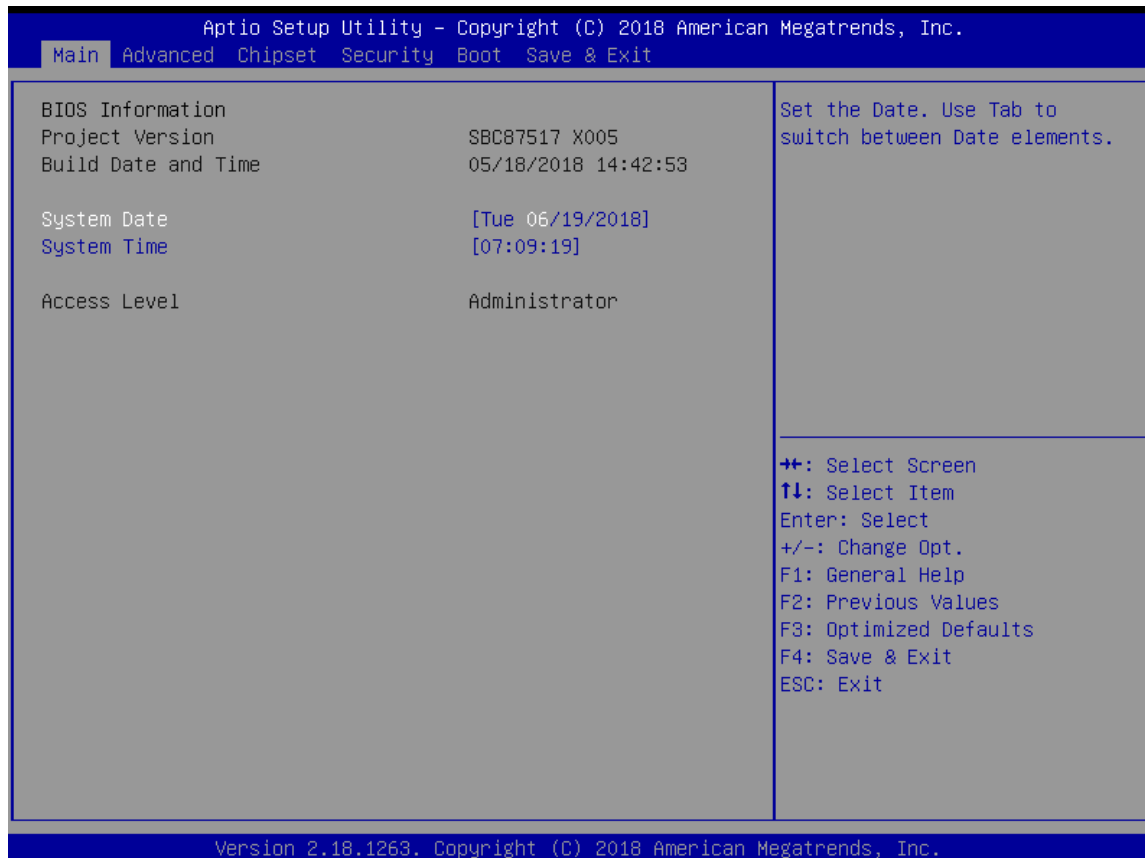 Aptio Setup Utility – Copyright (C) 2018 American Megatrends, Inc.
Main Advanced Chipset Security Boot Save & Exit
BIOS Information
Project Version SBC87517 X005
Build Date and Time 05/18/2018 14:42:53
System Date [Tue 06/19/2018]
System Time [07:09:19]
Access Level Administrator
Set the Date. Use Tab to
switch between Date elements.
→←: Select Screen
↑↓: Select Item
Enter: Select
+/-: Change Opt.
F1: General Help
F2: Previous Values
F3: Optimized Defaults
F4: Save & Exit
ESC: Exit
Version 2.18.1263. Copyright (C) 2018 American Megatrends, Inc.